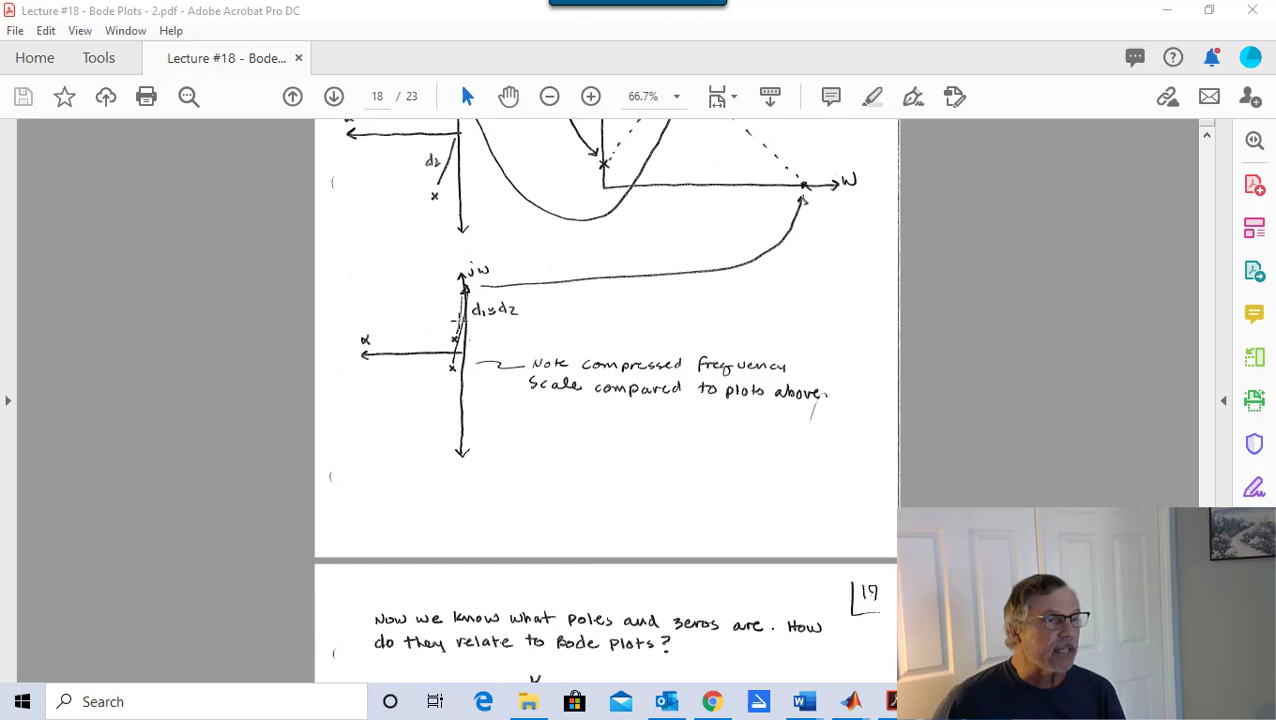 Lecture #18 - Bode Plots - 2.pdf - Adobe Acrobat Pro DC
File Edit View Window Help
Home Tools Lecture #18 - Bode... ×
18 / 23 66.7%
α
d2
x
x
x
W
jw
d1≅d2
x
α
x
Note compressed frequency
scale compared to plots above.
19
Now we know what poles and zeros are. How
do they relate to Bode plots?
Search